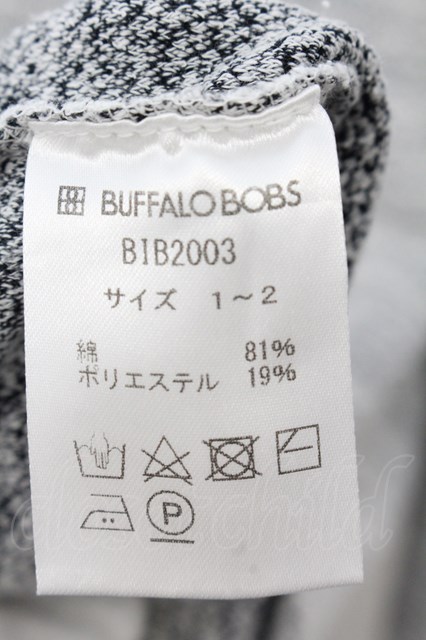 BUFFALO BOBS
BIB2003
サイズ 1～2
綿 81%
ポリエステル 19%
P